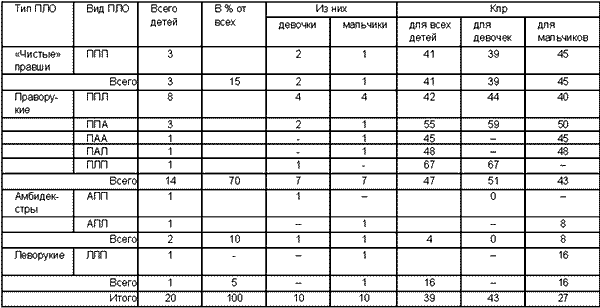 Тип ПЛО Вид ПЛО Всего детей В % от всех Из них Кпр
девочки мальчики для всех детей для девочек для мальчиков
«Чистые» правши ППП 3 2 1 41 39 45
Всего 3 15 2 1 41 39 45
Праворукие ППЛ 8 4 4 42 44 40
ППА 3 2 1 55 59 50
ПАА 1 - 1 45 – 45
ПАЛ 1 - 1 48 – 48
ПЛП 1 1 - 67 67 –
Всего 14 70 7 7 47 51 43
Амбидекстры АПП 1 1 – 0 –
АПЛ 1 – 1 – 8
Всего 2 10 1 1 4 0 8
Леворукие ЛПП 1 - – 1 – 16
Всего 1 5 – 1 16 – 16
Итого 20 100 10 10 39 43 27